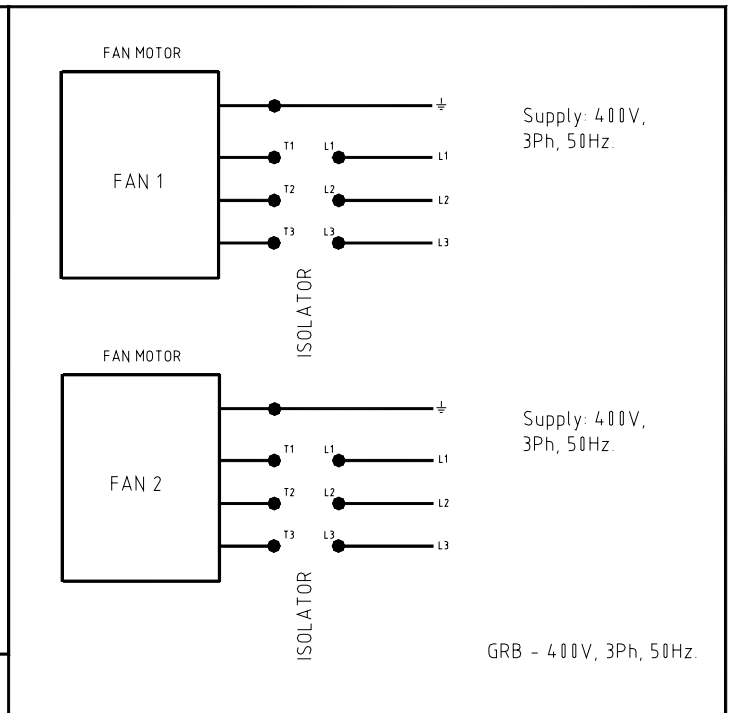 FAN MOTOR
FAN 1
T1 L1 L1
T2 L2 L2
T3 L3 L3
ISOLATOR
Supply: 400V,
3Ph, 50Hz.
FAN MOTOR
FAN 2
T1 L1 L1
T2 L2 L2
T3 L3 L3
ISOLATOR
Supply: 400V,
3Ph, 50Hz.
GRB - 400V, 3Ph, 50Hz.